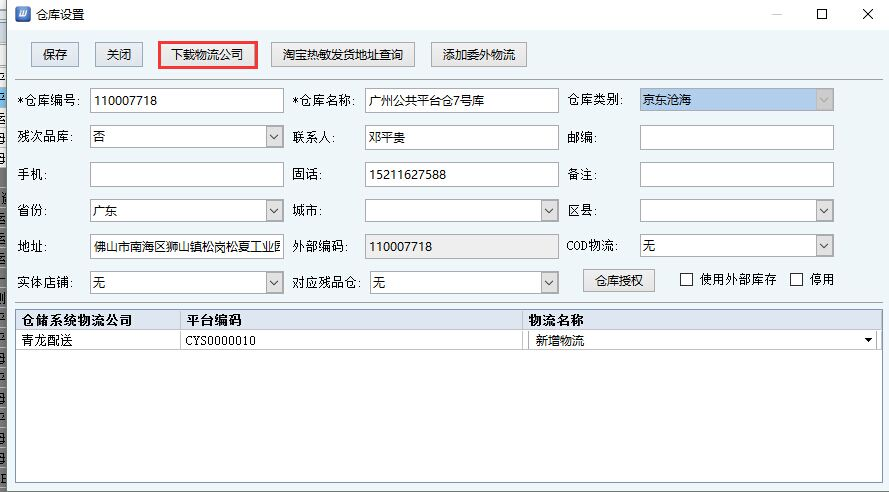 仓库设置
保存 关闭 下载物流公司 淘宝热敏发货地址查询 添加委外物流
*仓库编号: 110007718 *仓库名称: 广州公共平台仓7号库 仓库类别: 京东沧海
残次品库: 否 联系人: 邓平贵 邮编:
手机: 固话: 15211627588 备注:
省份: 广东 城市: 区县:
地址: 佛山市南海区狮山镇松岗松夏工业 外部编码: 110007718 COD物流: 无
实体店铺: 无 对应残品仓: 无 仓库授权 使用外部库存 停用
仓储系统物流公司 平台编码 物流名称
青龙配送 CYS0000010 新增物流